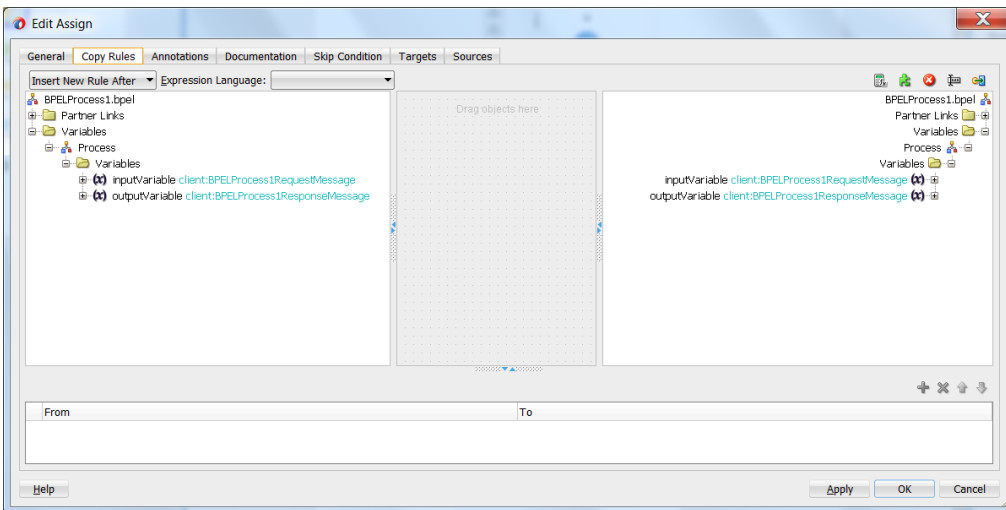 Edit Assign
General Copy Rules Annotations Documentation Skip Condition Targets Sources
Insert New Rule After Expression Language:
BPELProcess1.bpel Drag objects here BPELProcess1.bpel
Partner Links Partner Links
Variables Variables
Process Process
Variables Variables
(x) inputVariable client:BPELProcess1RequestMessage inputVariable client:BPELProcess1RequestMessage (x)
(x) outputVariable client:BPELProcess1ResponseMessage outputVariable client:BPELProcess1ResponseMessage (x)
From To
Help Apply OK Cancel